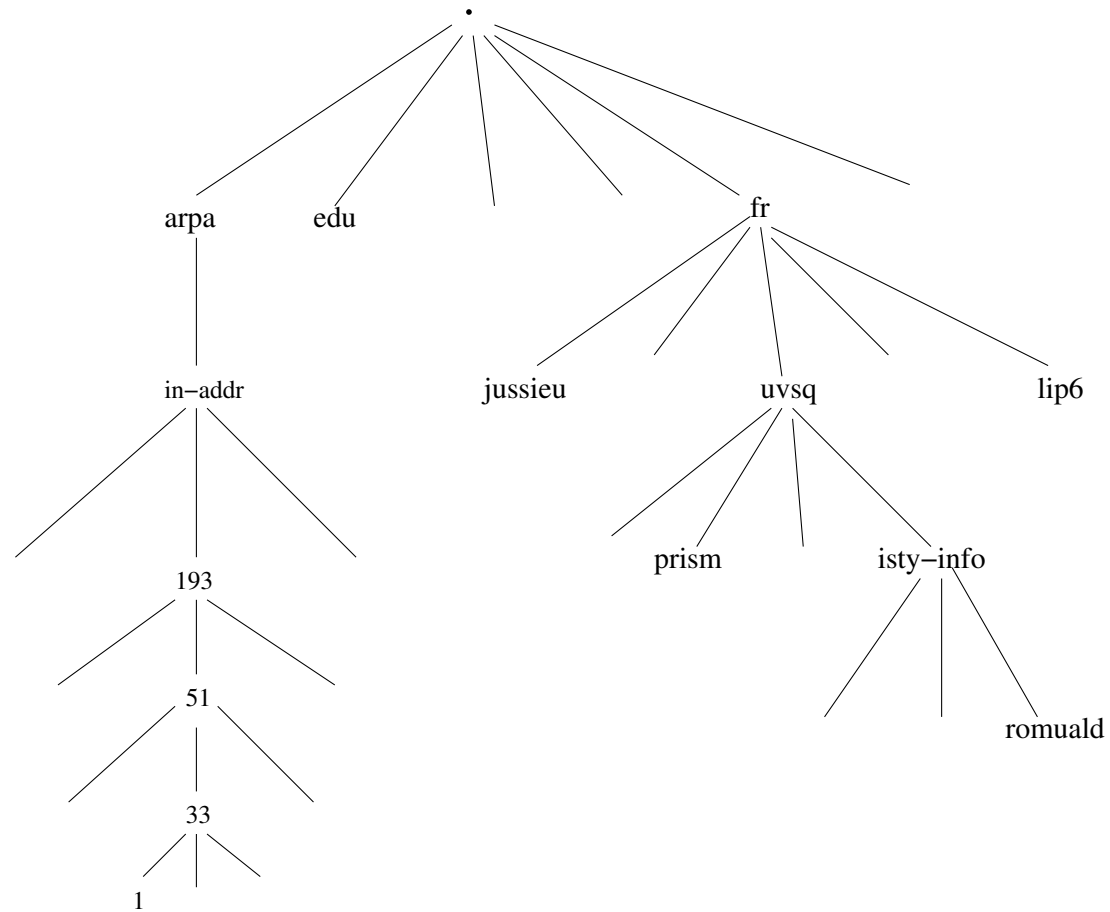 .
arpa
edu
fr
in−addr
jussieu
uvsq
lip6
193
prism
isty−info
51
romuald
33
1